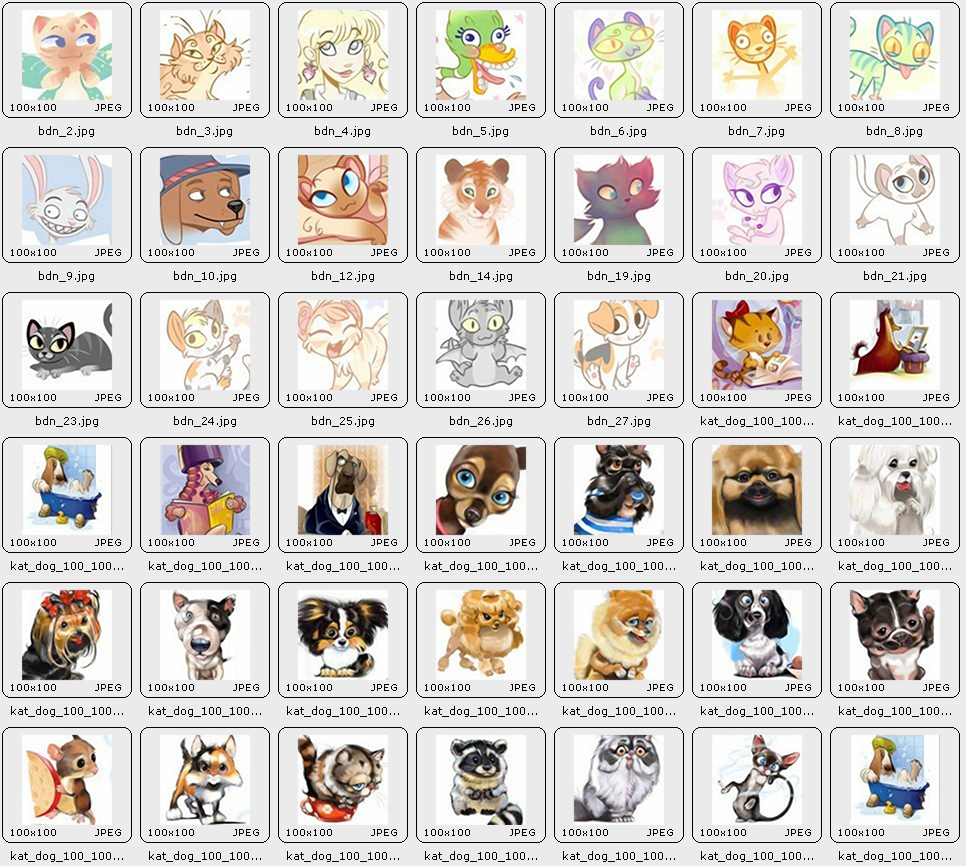 100x100 JPEG 100x100 JPEG 100x100 JPEG 100x100 JPEG 100x100 JPEG 100x100 JPEG 100x100 JPEG
bdn_2.jpg bdn_3.jpg bdn_4.jpg bdn_5.jpg bdn_6.jpg bdn_7.jpg bdn_8.jpg
100x100 JPEG 100x100 JPEG 100x100 JPEG 100x100 JPEG 100x100 JPEG 100x100 JPEG 100x100 JPEG
bdn_9.jpg bdn_10.jpg bdn_12.jpg bdn_14.jpg bdn_19.jpg bdn_20.jpg bdn_21.jpg
100x100 JPEG 100x100 JPEG 100x100 JPEG 100x100 JPEG 100x100 JPEG 100x100 JPEG 100x100 JPEG
bdn_23.jpg bdn_24.jpg bdn_25.jpg bdn_26.jpg bdn_27.jpg kat_dog_100_100... kat_dog_100_100...
100x100 JPEG 100x100 JPEG 100x100 JPEG 100x100 JPEG 100x100 JPEG 100x100 JPEG 100x100 JPEG
kat_dog_100_100... kat_dog_100_100... kat_dog_100_100... kat_dog_100_100... kat_dog_100_100... kat_dog_100_100... kat_dog_100_100...
100x100 JPEG 100x100 JPEG 100x100 JPEG 100x100 JPEG 100x100 JPEG 100x100 JPEG 100x100 JPEG
kat_dog_100_100... kat_dog_100_100... kat_dog_100_100... kat_dog_100_100... kat_dog_100_100... kat_dog_100_100... kat_dog_100_100...
100x100 JPEG 100x100 JPEG 100x100 JPEG 100x100 JPEG 100x100 JPEG 100x100 JPEG 100x100 JPEG
kat_dog_100_100... kat_dog_100_100... kat_dog_100_100... kat_dog_100_100... kat_dog_100_100... kat_dog_100_100... kat_dog_100_100...